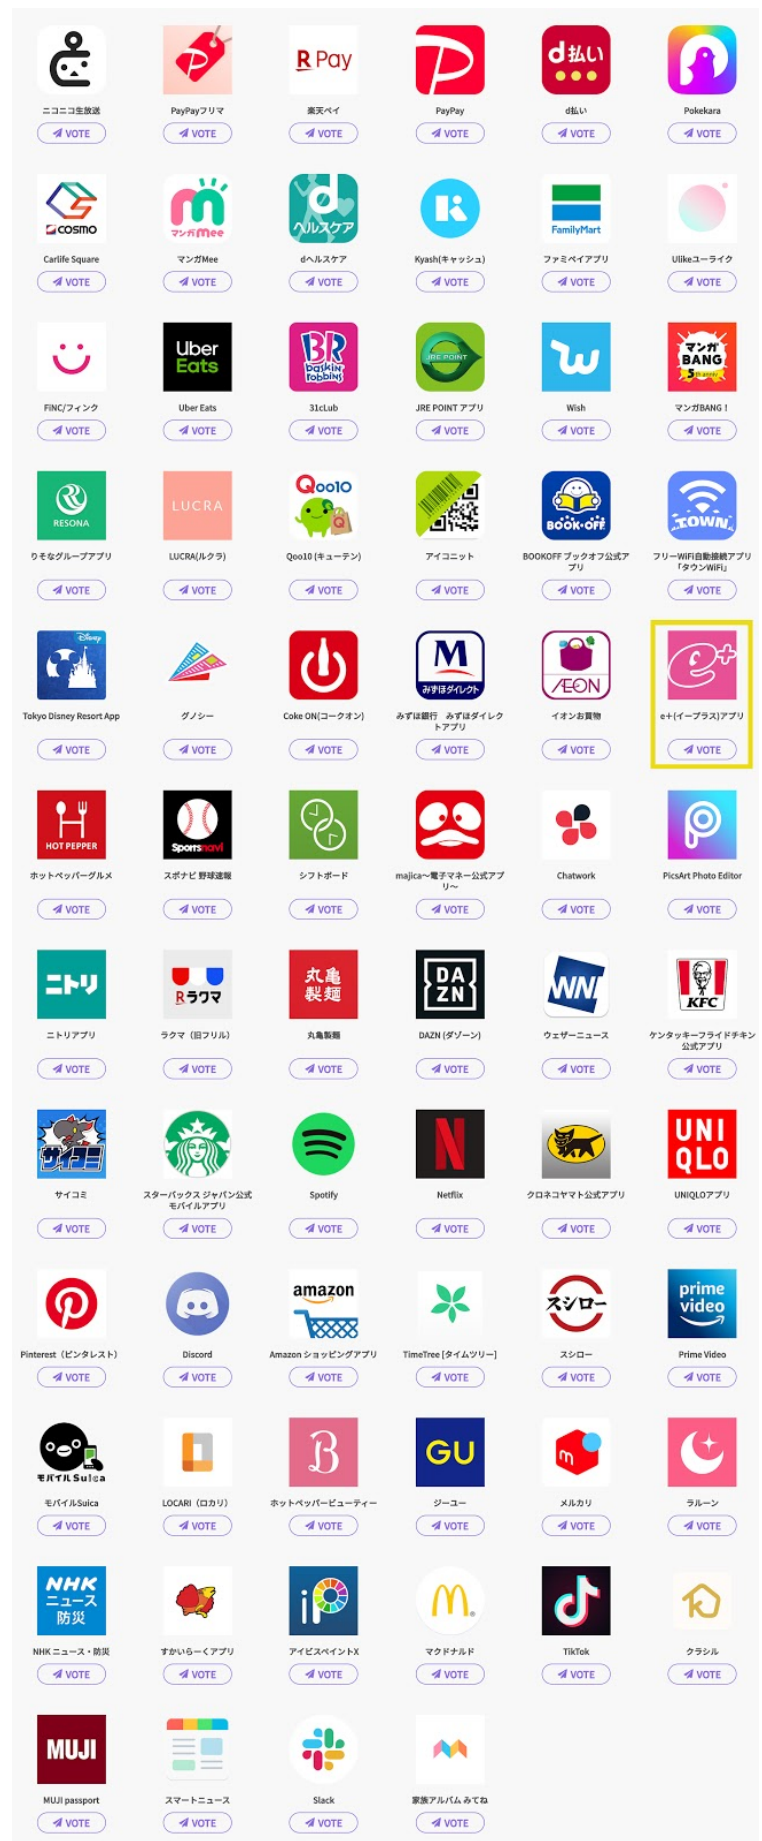 R Pay
d払い
ニコニコ生放送
PayPayフリマ
楽天ペイ
PayPay
d払い
Pokekara
VOTE
VOTE
VOTE
VOTE
VOTE
VOTE
COSMO
マンガMee
d
ヘルスケア
FamilyMart
Carlife Square
マンガMee
dヘルスケア
Kyash(キャッシュ)
ファミペイアプリ
Ulikeユーライク
VOTE
VOTE
VOTE
VOTE
VOTE
VOTE
Uber
Eats
BR
baskin
robbins
JRE POINT
マンガ
BANG
FiNC/フィンク
Uber Eats
31cLub
JRE POINT アプリ
Wish
マンガBANG！
VOTE
VOTE
VOTE
VOTE
VOTE
VOTE
RESONA
LUCRA
Qoo10
BOOK・OFF
TOWN
りそなグループアプリ
LUCRA(ルクラ)
Qoo10 (キューテン)
アイコニット
BOOKOFF ブックオフ公式ア
プリ
フリーWiFi自動接続アプリ
「タウンWiFi」
VOTE
VOTE
VOTE
VOTE
VOTE
VOTE
Disney
M
みずほダイレクト
ÆON
e+
Tokyo Disney Resort App
グノシー
Coke ON(コークオン)
みずほ銀行　みずほダイレク
トアプリ
イオンお買物
e＋(イープラス)アプリ
VOTE
VOTE
VOTE
VOTE
VOTE
VOTE
HOT PEPPER
Sportsnavi
ホットペッパーグルメ
スポナビ 野球速報
シフトボード
majica～電子マネー公式アプ
リ～
Chatwork
PicsArt Photo Editor
VOTE
VOTE
VOTE
VOTE
VOTE
VOTE
ニトリ
Rラクマ
丸亀
製麺
DA
ZN
WNI
KFC
ニトリアプリ
ラクマ（旧フリル）
丸亀製麺
DAZN (ダゾーン)
ウェザーニュース
ケンタッキーフライドチキン
公式アプリ
VOTE
VOTE
VOTE
VOTE
VOTE
VOTE
サイコミ
UNI
QLO
サイコミ
スターバックス ジャパン公式
モバイルアプリ
Spotify
Netflix
クロネコヤマト公式アプリ
UNIQLOアプリ
VOTE
VOTE
VOTE
VOTE
VOTE
VOTE
amazon
スシロー
prime
video
Pinterest（ピンタレスト）
Discord
Amazon ショッピングアプリ
TimeTree [タイムツリー]
スシロー
Prime Video
VOTE
VOTE
VOTE
VOTE
VOTE
VOTE
モバイルSuica
B
GU
m
モバイルSuica
LOCARI（ロカリ）
ホットペッパービューティー
ジーユー
メルカリ
ラルーン
VOTE
VOTE
VOTE
VOTE
VOTE
VOTE
NHK
ニュース
防災
iP
NHK ニュース・防災
すかいらーくアプリ
アイビスペイントX
マクドナルド
TikTok
クラシル
VOTE
VOTE
VOTE
VOTE
VOTE
VOTE
MUJI
MUJI passport
スマートニュース
Slack
家族アルバム みてね
VOTE
VOTE
VOTE
VOTE